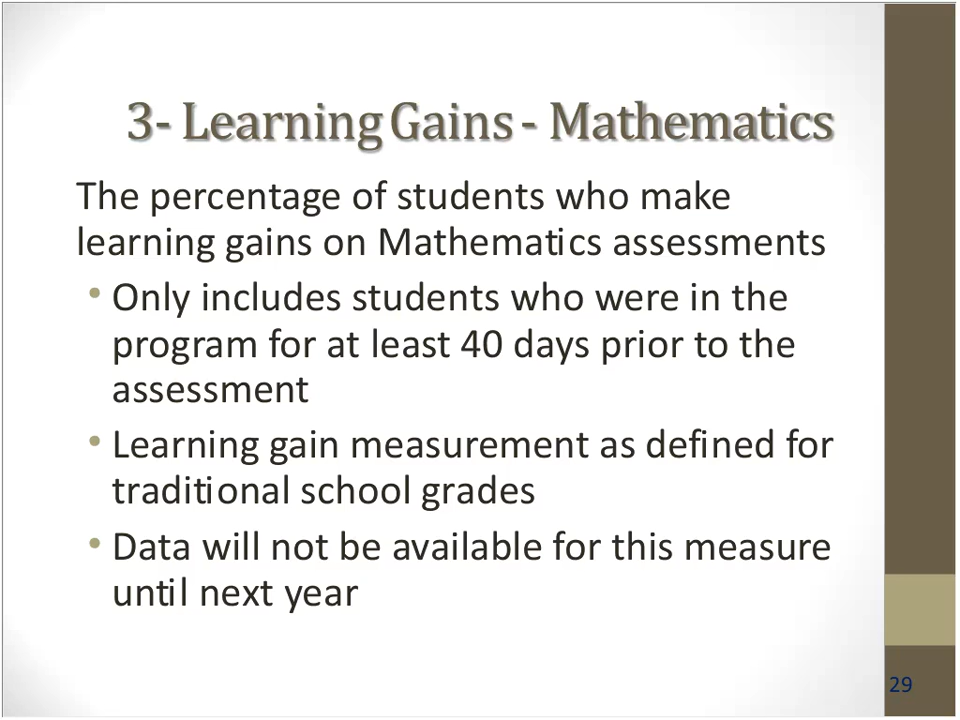 3- Learning Gains - Mathematics
The percentage of students who make
learning gains on Mathematics assessments
• Only includes students who were in the
program for at least 40 days prior to the
assessment
• Learning gain measurement as defined for
traditional school grades
• Data will not be available for this measure
until next year
29